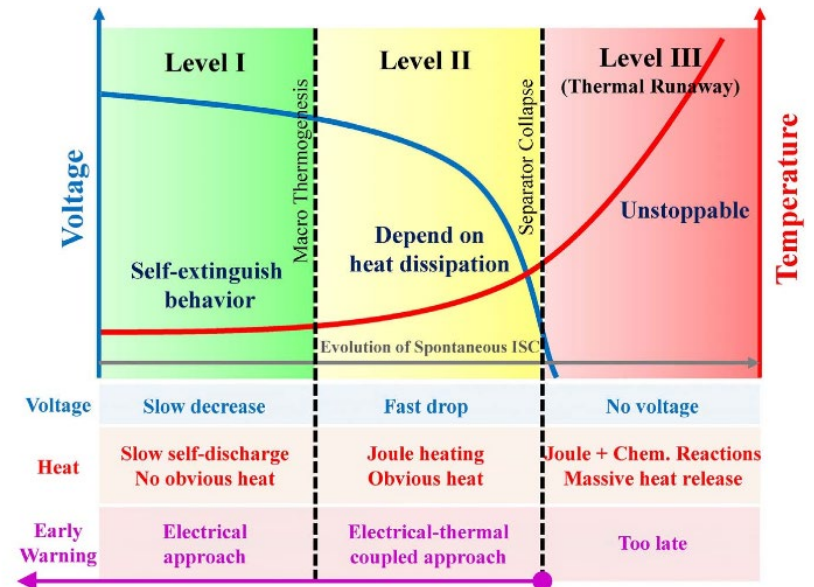 Level I
Level II
Level III
(Thermal Runaway)
Voltage
Temperature
Macro Thermogenesis
Separator Collapse
Self-extinguish
behavior
Depend on
heat dissipation
Unstoppable
Evolution of Spontaneous ISC
Voltage
Slow decrease
Fast drop
No voltage
Heat
Slow self-discharge
No obvious heat
Joule heating
Obvious heat
Joule + Chem. Reactions
Massive heat release
Early
Warning
Electrical
approach
Electrical-thermal
coupled approach
Too late